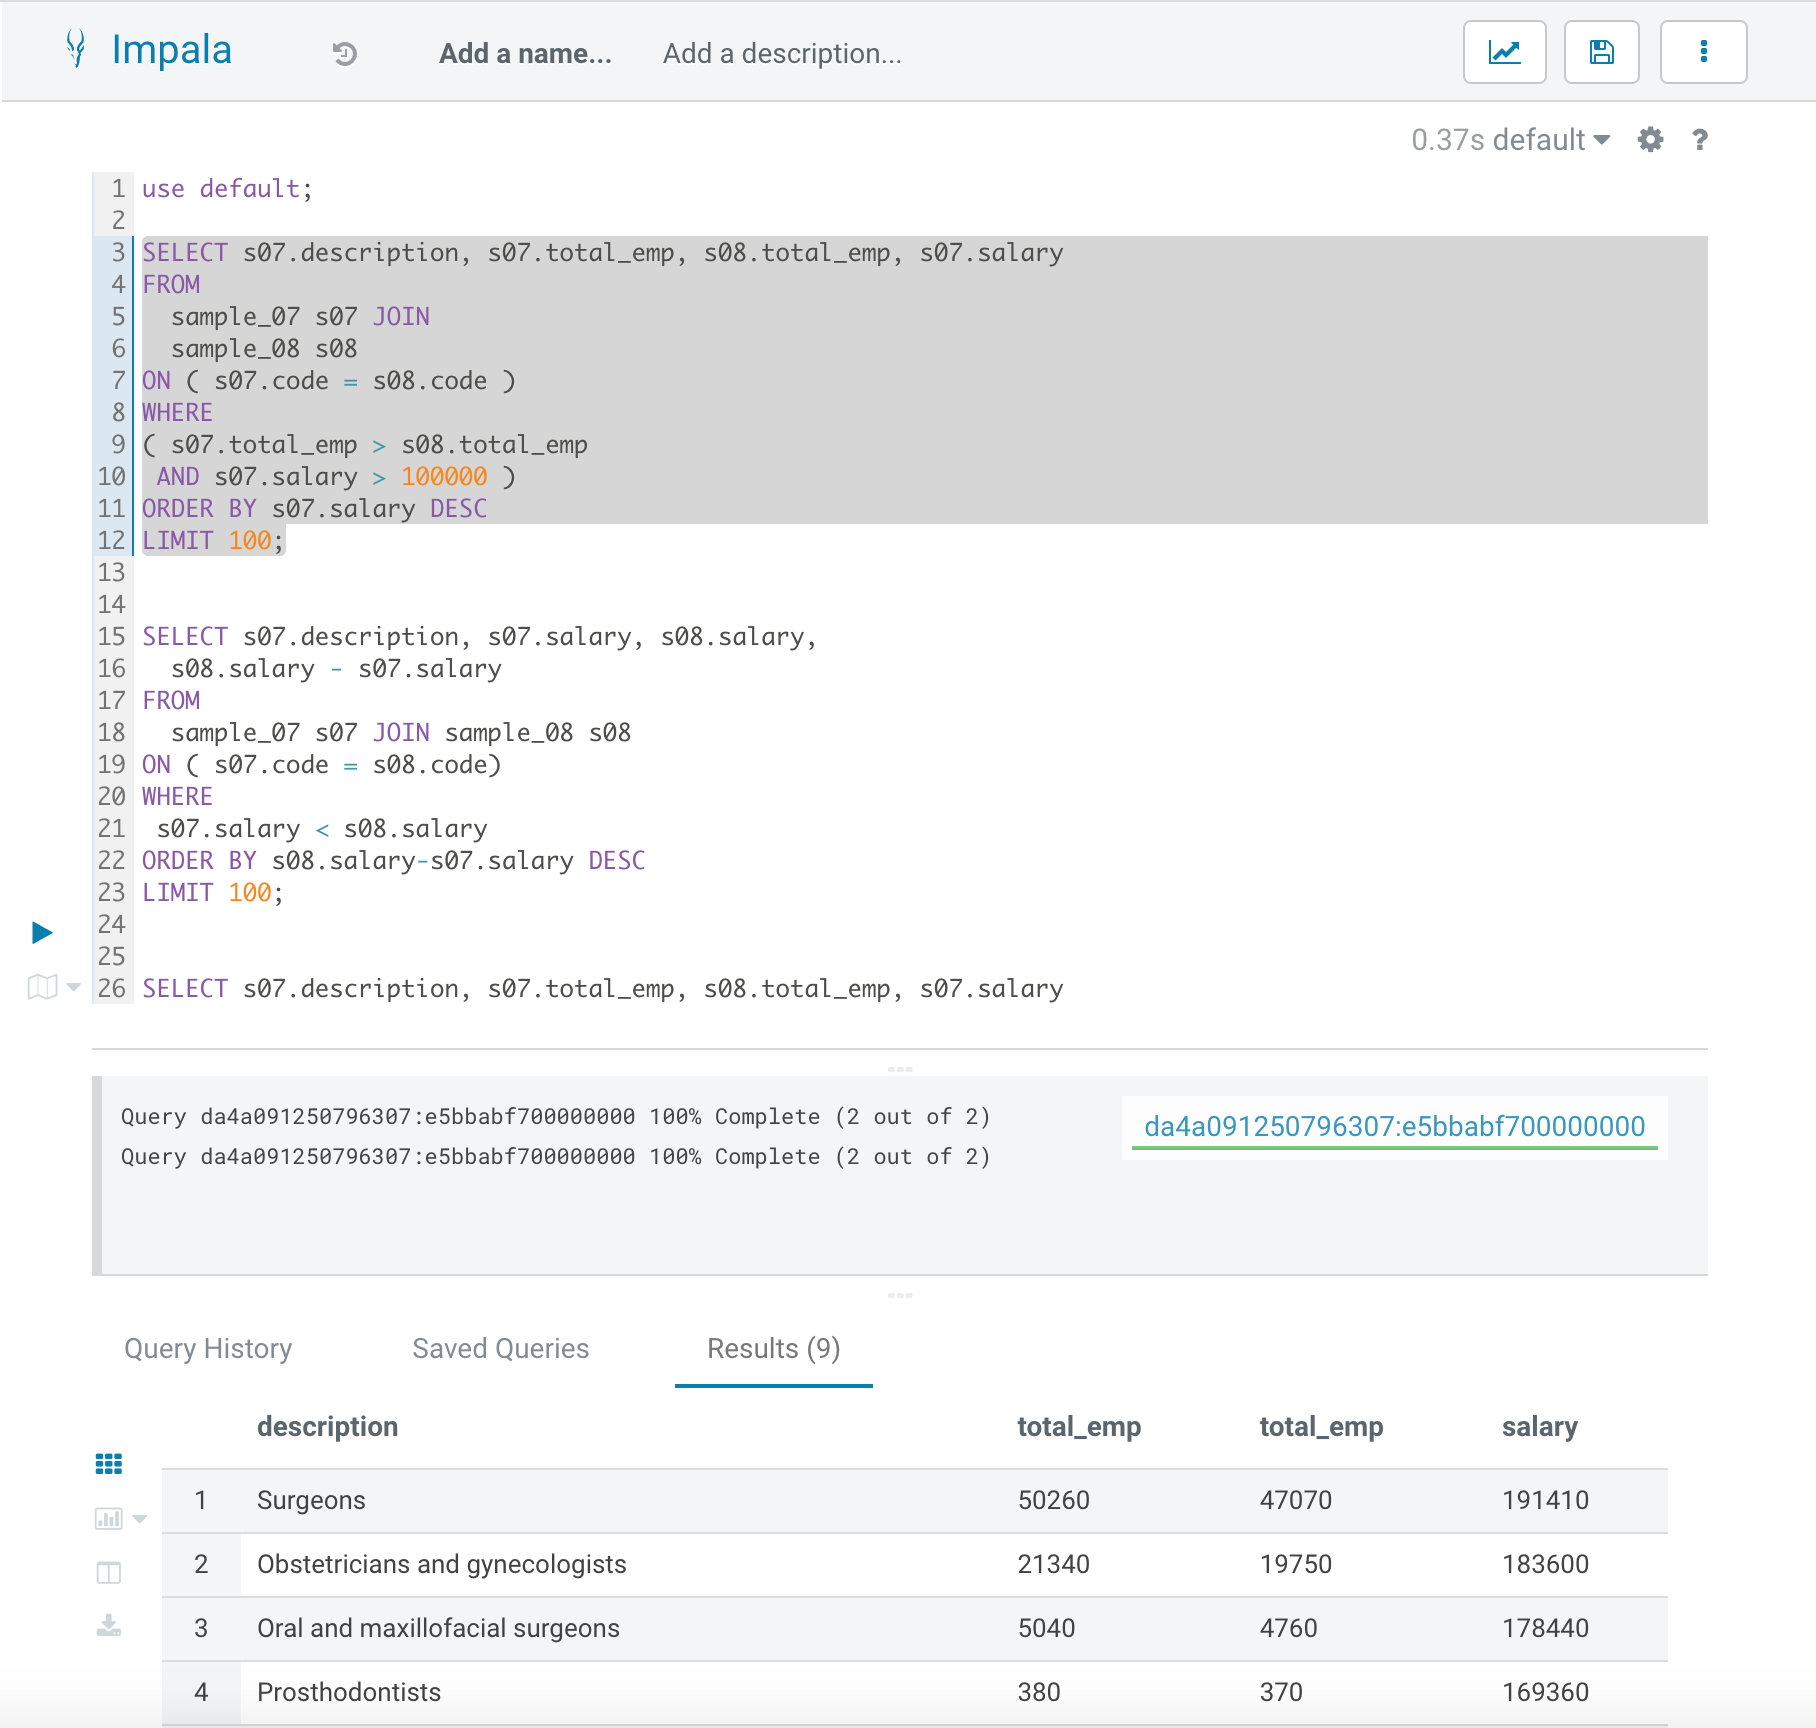 Impala Add a name... Add a description...
0.37s default ?
1 use default;
2
3 SELECT s07.description, s07.total_emp, s08.total_emp, s07.salary
4 FROM
5   sample_07 s07 JOIN
6   sample_08 s08
7 ON ( s07.code = s08.code )
8 WHERE
9 ( s07.total_emp > s08.total_emp
10  AND s07.salary > 100000 )
11 ORDER BY s07.salary DESC
12 LIMIT 100;
13
14
15 SELECT s07.description, s07.salary, s08.salary,
16   s08.salary - s07.salary
17 FROM
18   sample_07 s07 JOIN sample_08 s08
19 ON ( s07.code = s08.code)
20 WHERE
21  s07.salary < s08.salary
22 ORDER BY s08.salary-s07.salary DESC
23 LIMIT 100;
24
25
26 SELECT s07.description, s07.total_emp, s08.total_emp, s07.salary
Query da4a091250796307:e5bbabf700000000 100% Complete (2 out of 2)
da4a091250796307:e5bbabf700000000
Query da4a091250796307:e5bbabf700000000 100% Complete (2 out of 2)
Query History Saved Queries Results (9)
description total_emp total_emp salary
1 Surgeons 50260 47070 191410
2 Obstetricians and gynecologists 21340 19750 183600
3 Oral and maxillofacial surgeons 5040 4760 178440
4 Prosthodontists 380 370 169360